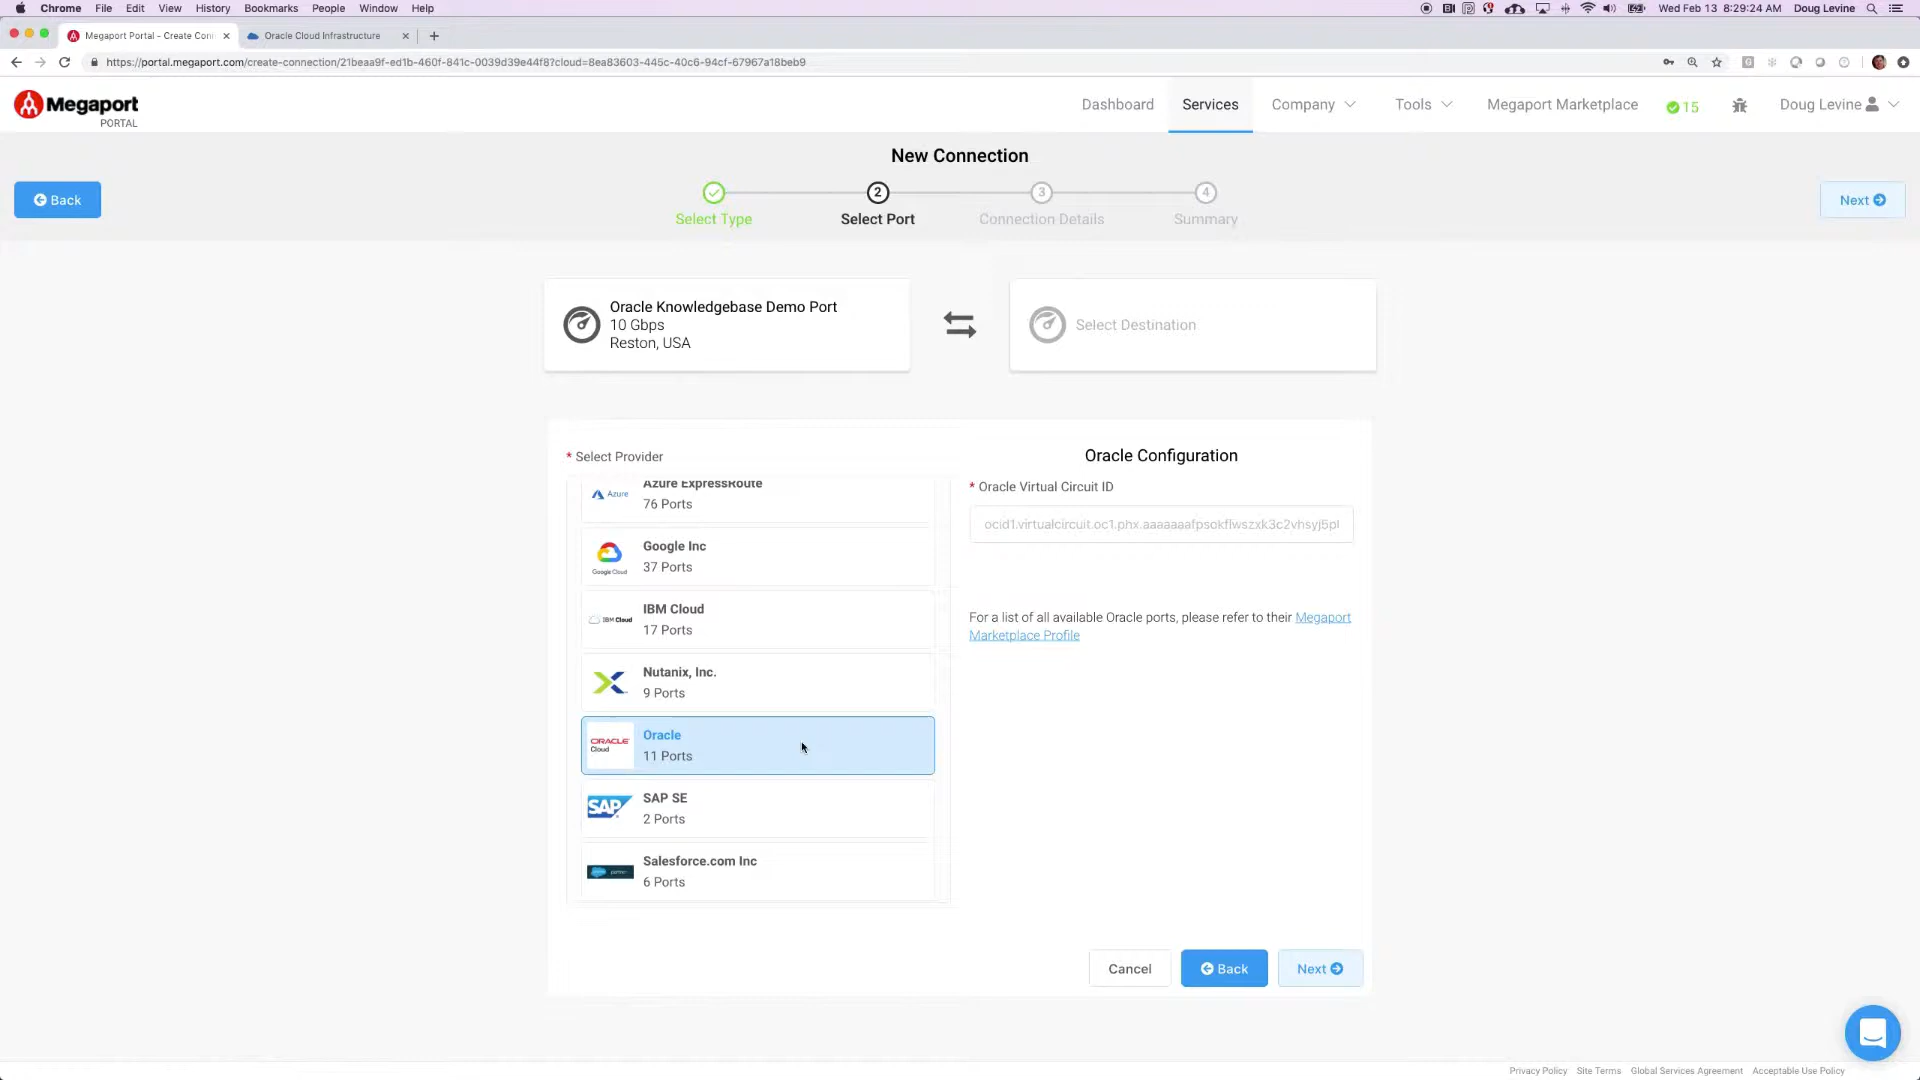 Chrome File Edit View History Bookmarks People Window Help
Wed Feb 13 8:29:24 AM Doug Levine
Megaport Portal - Create Conn
Oracle Cloud Infrastructure
https://portal.megaport.com/create-connection/21beaa9f-ed1b-460f-841c-0039d39e44f8?cloud=8ea83603-445c-40c6-94cf-67967a18beb9
Megaport
PORTAL
Dashboard Services Company Tools Megaport Marketplace 15 Doug Levine
New Connection
Back
2 3 4
Next
Select Type Select Port Connection Details Summary
Oracle Knowledgebase Demo Port
10 Gbps
Reston, USA
Select Destination
* Select Provider
Azure
Azure ExpressRoute
76 Ports
Google Cloud
Google Inc
37 Ports
IBM Cloud
IBM Cloud
17 Ports
Nutanix, Inc.
9 Ports
ORACLE
Cloud
Oracle
11 Ports
SAP
SAP SE
2 Ports
Salesforce.com Inc
6 Ports
Oracle Configuration
* Oracle Virtual Circuit ID
ocid1.virtualcircuit.oc1.phx.aaaaaaafpsokflwszxk3c2vhsyj5pl
For a list of all available Oracle ports, please refer to their Megaport
Marketplace Profile
Cancel Back Next
Privacy Policy Site Terms Global Services Agreement Acceptable Use Policy